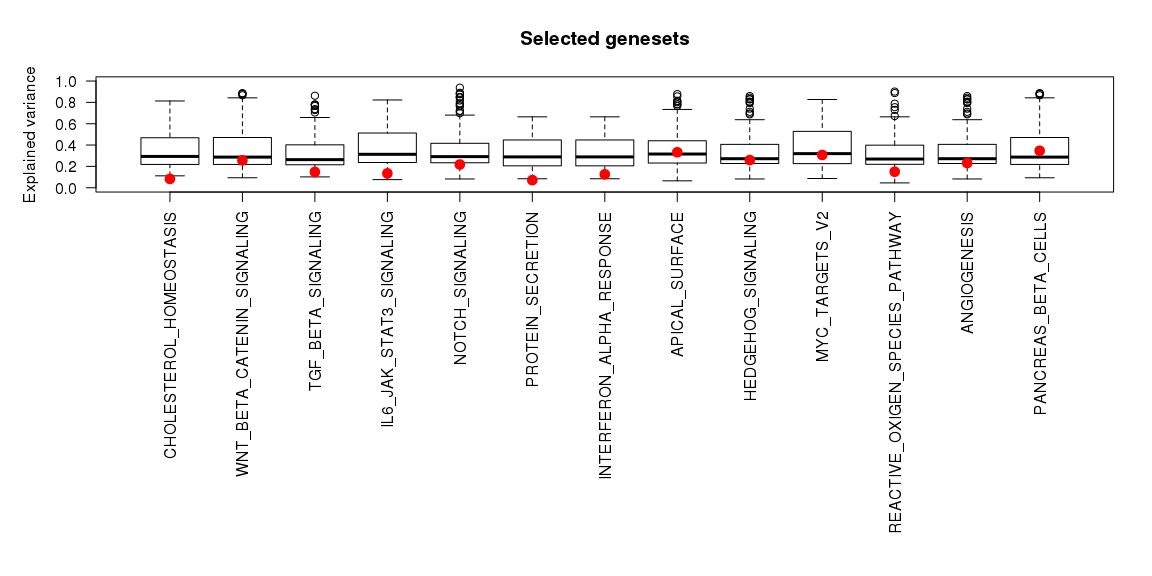 Selected genesets
Explained variance
1.0
0.8
0.6
0.4
0.2
0.0
CHOLESTEROL_HOMEOSTASIS
WNT_BETA_CATENIN_SIGNALING
TGF_BETA_SIGNALING
IL6_JAK_STAT3_SIGNALING
NOTCH_SIGNALING
PROTEIN_SECRETION
INTERFERON_ALPHA_RESPONSE
APICAL_SURFACE
HEDGEHOG_SIGNALING
MYC_TARGETS_V2
REACTIVE_OXIGEN_SPECIES_PATHWAY
ANGIOGENESIS
PANCREAS_BETA_CELLS